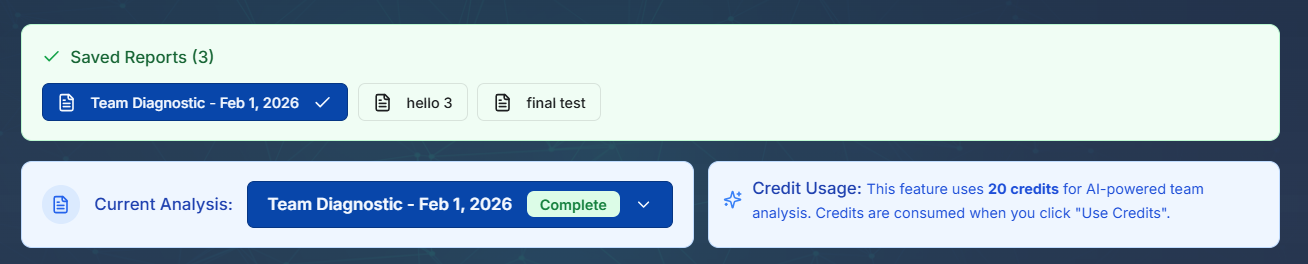 Saved Reports (3)
Team Diagnostic - Feb 1, 2026
hello 3
final test
Current Analysis:
Team Diagnostic - Feb 1, 2026
Complete
Credit Usage: This feature uses 20 credits for AI-powered team
analysis. Credits are consumed when you click "Use Credits".